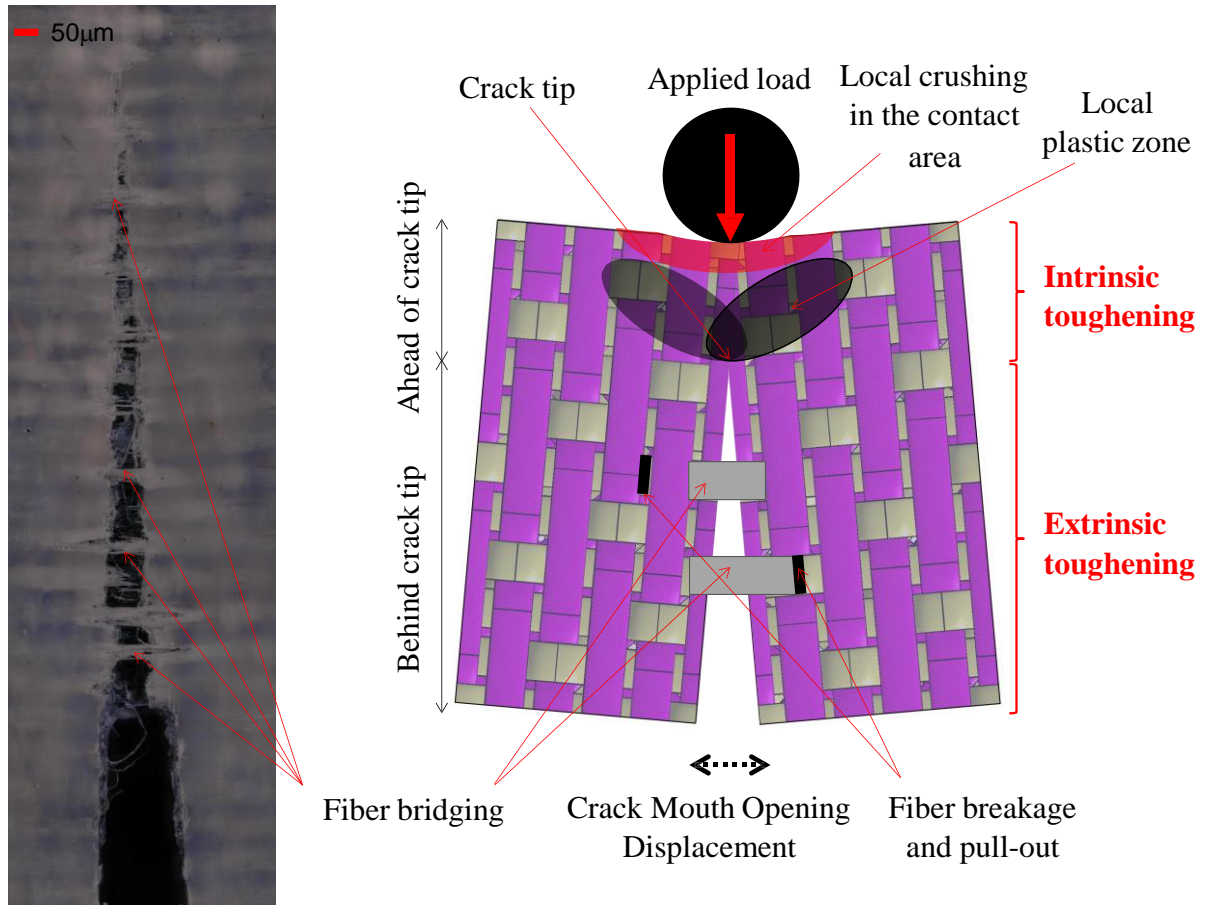 50μm
Crack tip
Applied load
Local crushing
in the contact
area
Local
plastic zone
Ahead of crack tip
Intrinsic
toughening
Behind crack tip
Extrinsic
toughening
Fiber bridging
Crack Mouth Opening
Displacement
Fiber breakage
and pull-out